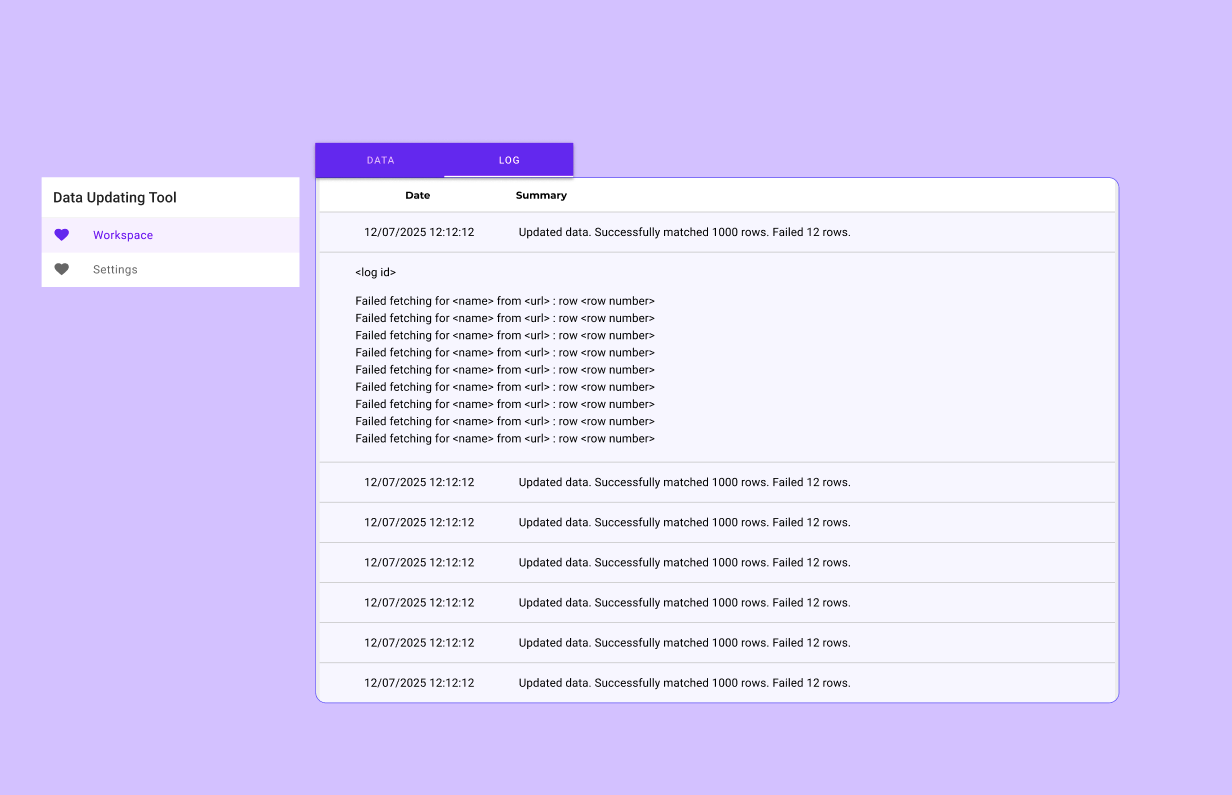 DATA LOG
Data Updating Tool
Workspace
Settings
Date Summary
12/07/2025 12:12:12 Updated data. Successfully matched 1000 rows. Failed 12 rows.
<log id>
Failed fetching for <name> from <url> : row <row number>
Failed fetching for <name> from <url> : row <row number>
Failed fetching for <name> from <url> : row <row number>
Failed fetching for <name> from <url> : row <row number>
Failed fetching for <name> from <url> : row <row number>
Failed fetching for <name> from <url> : row <row number>
Failed fetching for <name> from <url> : row <row number>
Failed fetching for <name> from <url> : row <row number>
Failed fetching for <name> from <url> : row <row number>
12/07/2025 12:12:12 Updated data. Successfully matched 1000 rows. Failed 12 rows.
12/07/2025 12:12:12 Updated data. Successfully matched 1000 rows. Failed 12 rows.
12/07/2025 12:12:12 Updated data. Successfully matched 1000 rows. Failed 12 rows.
12/07/2025 12:12:12 Updated data. Successfully matched 1000 rows. Failed 12 rows.
12/07/2025 12:12:12 Updated data. Successfully matched 1000 rows. Failed 12 rows.
12/07/2025 12:12:12 Updated data. Successfully matched 1000 rows. Failed 12 rows.